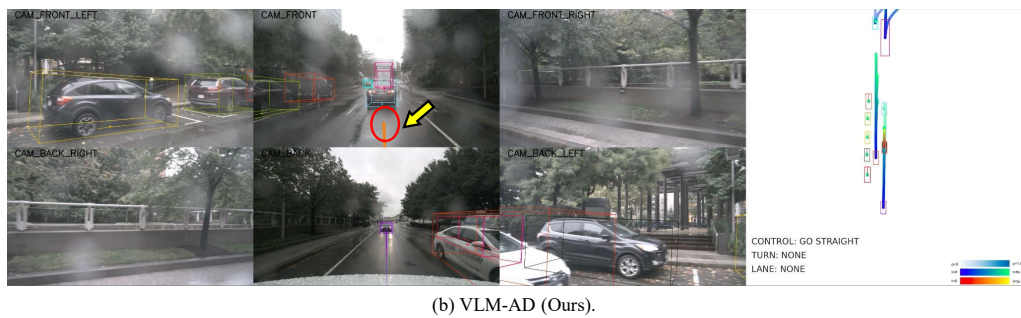 CAM_FRONT_LEFT
CAM_FRONT
CAM_FRONT_RIGHT
CAM_BACK_RIGHT
CAM_BACK
CAM_BACK_LEFT
CONTROL: GO STRAIGHT
TURN: NONE
LANE: NONE
(b) VLM-AD (Ours).